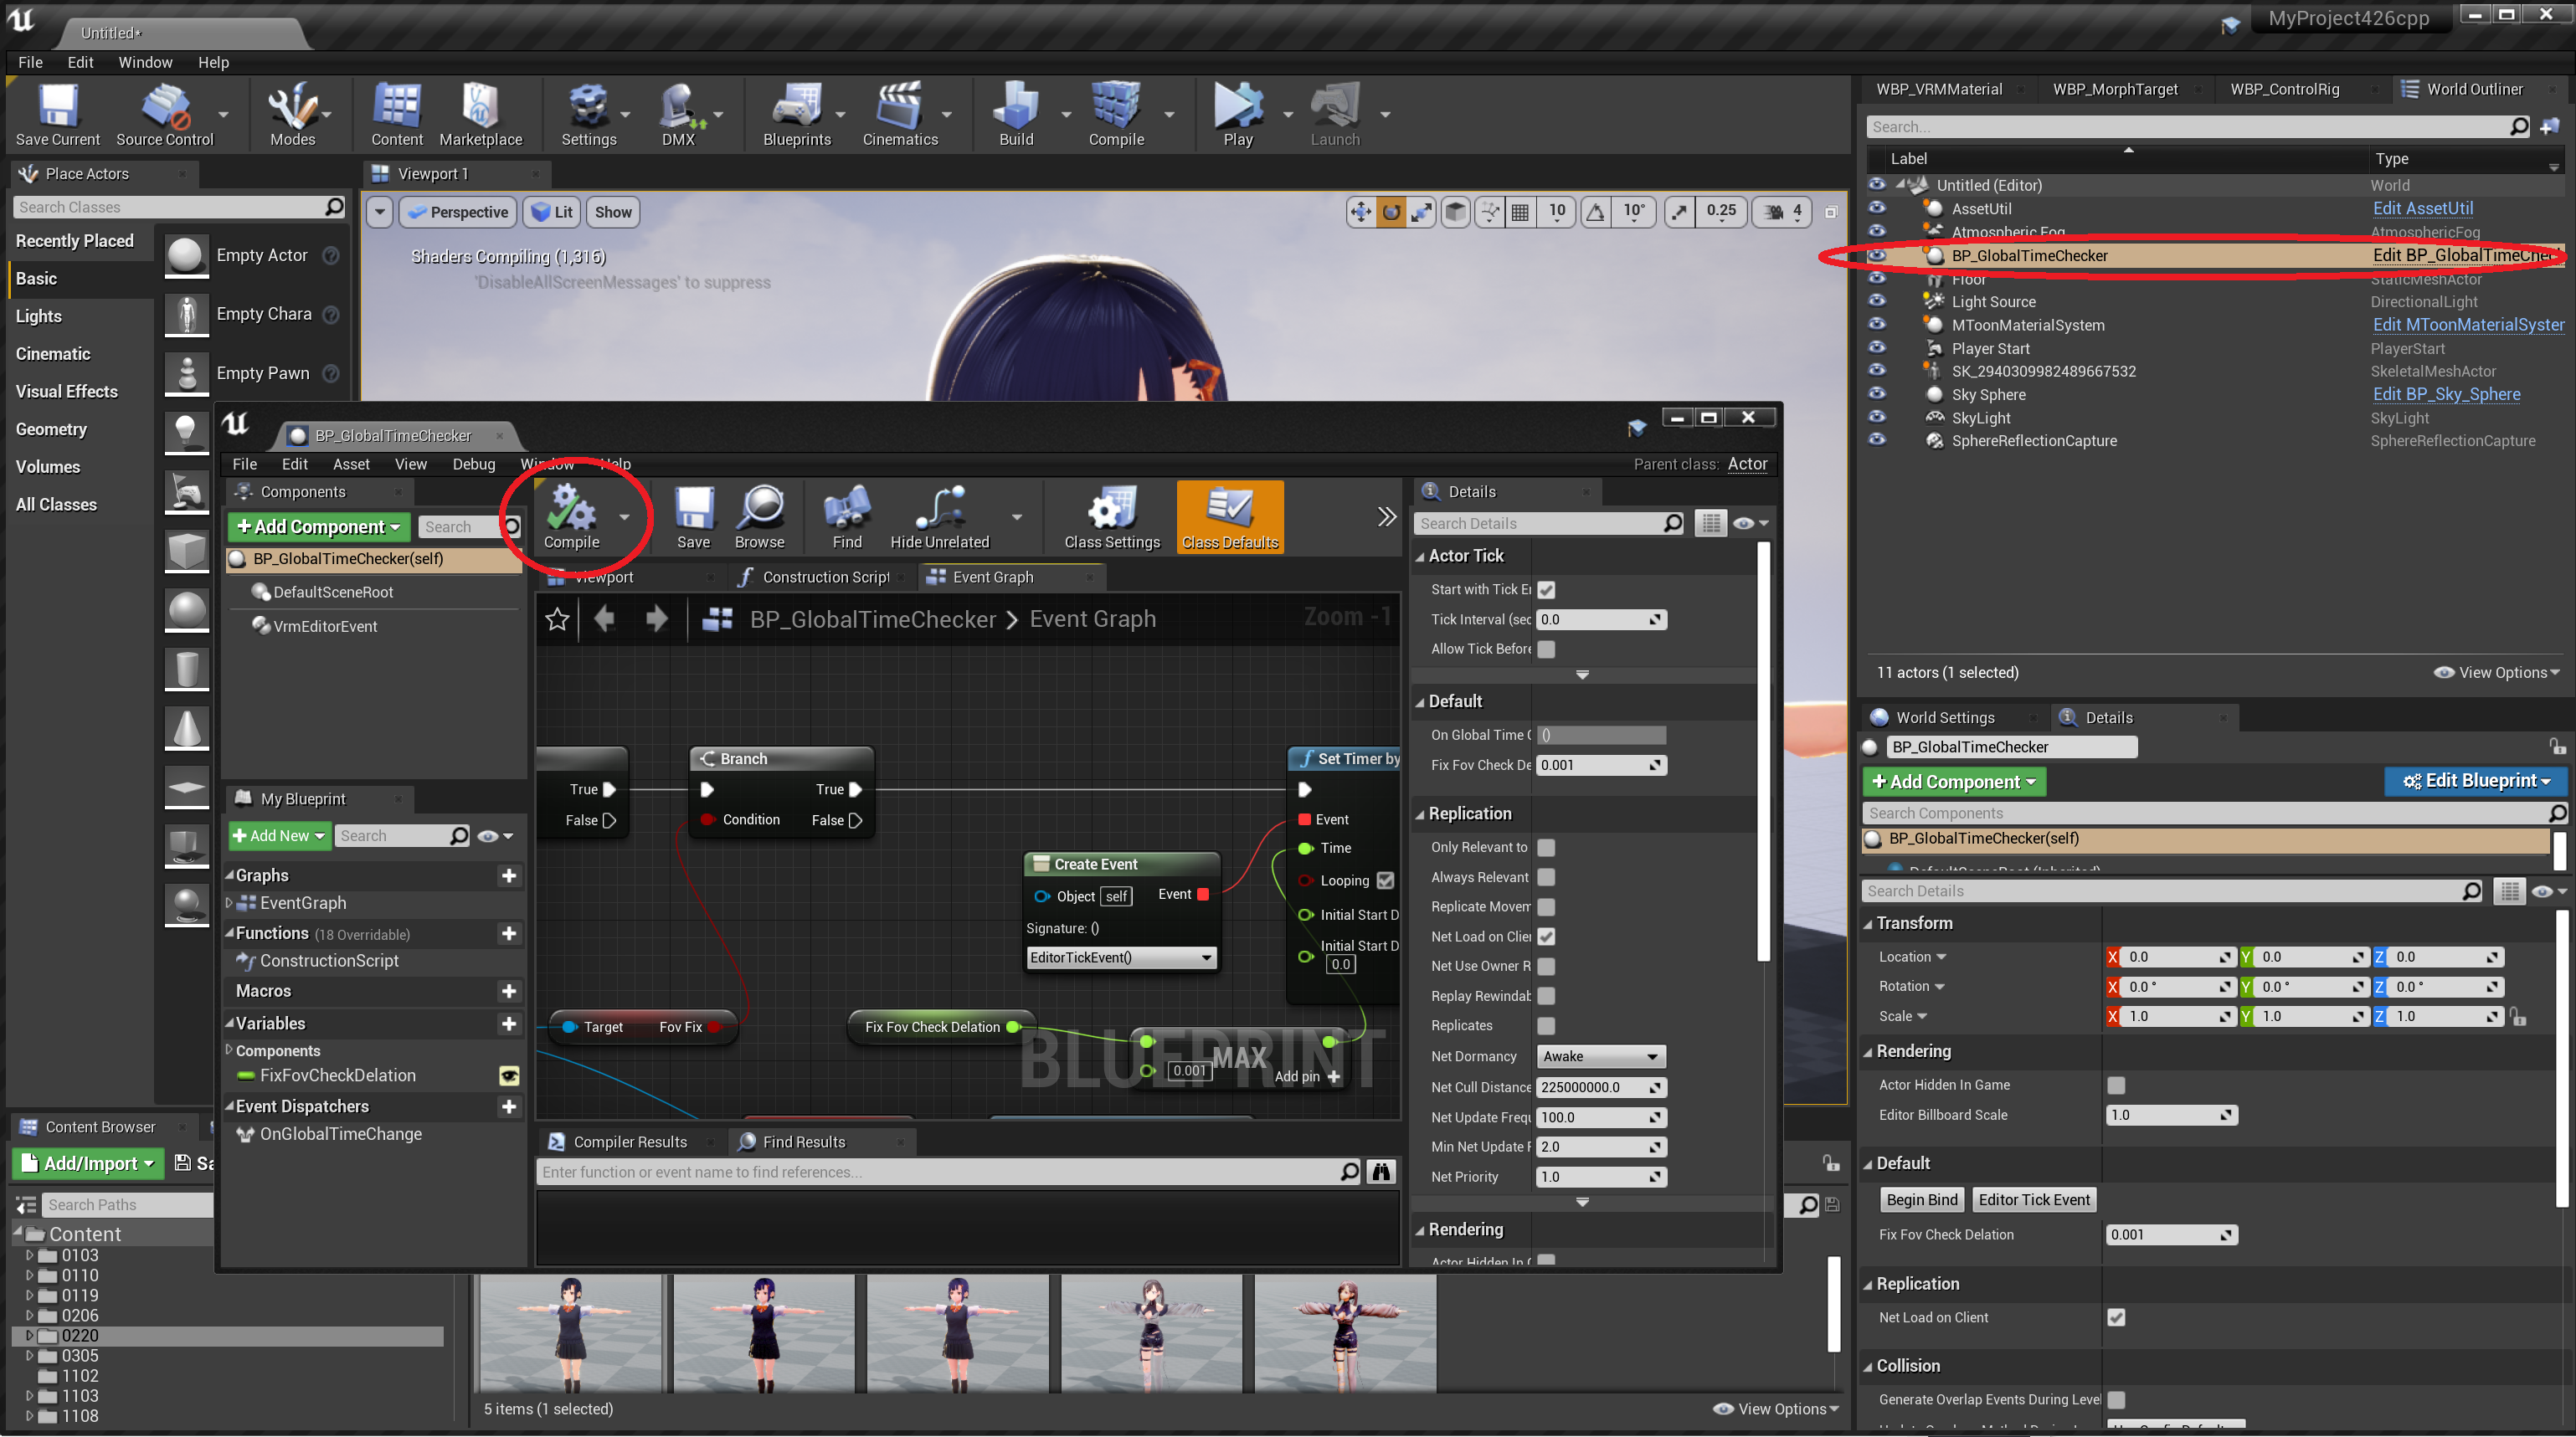 Untitled*
MyProject426cpp
File Edit Window Help
Save Current Source Control Modes Content Marketplace Settings DMX Blueprints Cinematics Build Compile Play Launch
Place Actors
Search Classes
Recently Placed
Basic
Lights
Cinematic
Visual Effects
Geometry
Volumes
All Classes
Empty Actor
Empty Chara
Empty Pawn
Viewport 1
Perspective Lit Show
10 10° 0.25 4
Shaders Compiling (1,316)
'DisableAllScreenMessages' to suppress
WBP_VRMMaterial WBP_MorphTarget WBP_ControlRig World Outliner
Search...
Label Type
Untitled (Editor) World
AssetUtil Edit AssetUtil
Atmospheric Fog AtmosphericFog
BP_GlobalTimeChecker Edit BP_GlobalTimeChec
Floor StaticMeshActor
Light Source DirectionalLight
MToonMaterialSystem Edit MToonMaterialSyster
Player Start PlayerStart
SK_2940309982489667532 SkeletalMeshActor
Sky Sphere Edit BP_Sky_Sphere
SkyLight SkyLight
SphereReflectionCapture SphereReflectionCapture
11 actors (1 selected) View Options
BP_GlobalTimeChecker
File Edit Asset View Debug Window Help
Parent class: Actor
Components
+Add Component Search
BP_GlobalTimeChecker(self)
DefaultSceneRoot
VrmEditorEvent
Compile Save Browse Find Hide Unrelated Class Settings Class Defaults
Viewport Construction Script Event Graph
BP_GlobalTimeChecker > Event Graph
Zoom -1
True
False
Branch
True
Condition False
Set Timer by
Event
Time
Looping
Initial Start D
Initial Start D
0.0
Create Event
Object self Event
Signature: ()
EditorTickEvent()
Target Fov Fix
Fix Fov Check Delation
0.001 MAX
Add pin +
BLUEPRINT
My Blueprint
+Add New Search
Graphs
EventGraph
Functions (18 Overridable)
ConstructionScript
Macros
Variables
Components
FixFovCheckDelation
Event Dispatchers
OnGlobalTimeChange
Compiler Results Find Results
Enter function or event name to find references...
Details
Search Details
Actor Tick
Start with Tick E
Tick Interval (sec 0.0
Allow Tick Before
Default
On Global Time C ()
Fix Fov Check De 0.001
Replication
Only Relevant to
Always Relevant
Replicate Movem
Net Load on Clie
Net Use Owner R
Replay Rewindab
Replicates
Net Dormancy Awake
Net Cull Distance 225000000.0
Net Update Frequ 100.0
Min Net Update F 2.0
Net Priority 1.0
Rendering
Actor Hidden In G
Content Browser
Add/Import Sa
Search Paths
Content
0103
0110
0119
0206
0220
0305
1102
1103
1108
5 items (1 selected) View Options
World Settings Details
BP_GlobalTimeChecker
+Add Component Edit Blueprint
Search Components
BP_GlobalTimeChecker(self)
DefaultSceneRoot (Inherited)
Search Details
Transform
Location X 0.0 Y 0.0 Z 0.0
Rotation X 0.0 ° Y 0.0 ° Z 0.0 °
Scale X 1.0 Y 1.0 Z 1.0
Rendering
Actor Hidden In Game
Editor Billboard Scale 1.0
Default
Begin Bind Editor Tick Event
Fix Fov Check Delation 0.001
Replication
Net Load on Client
Collision
Generate Overlap Events During Level